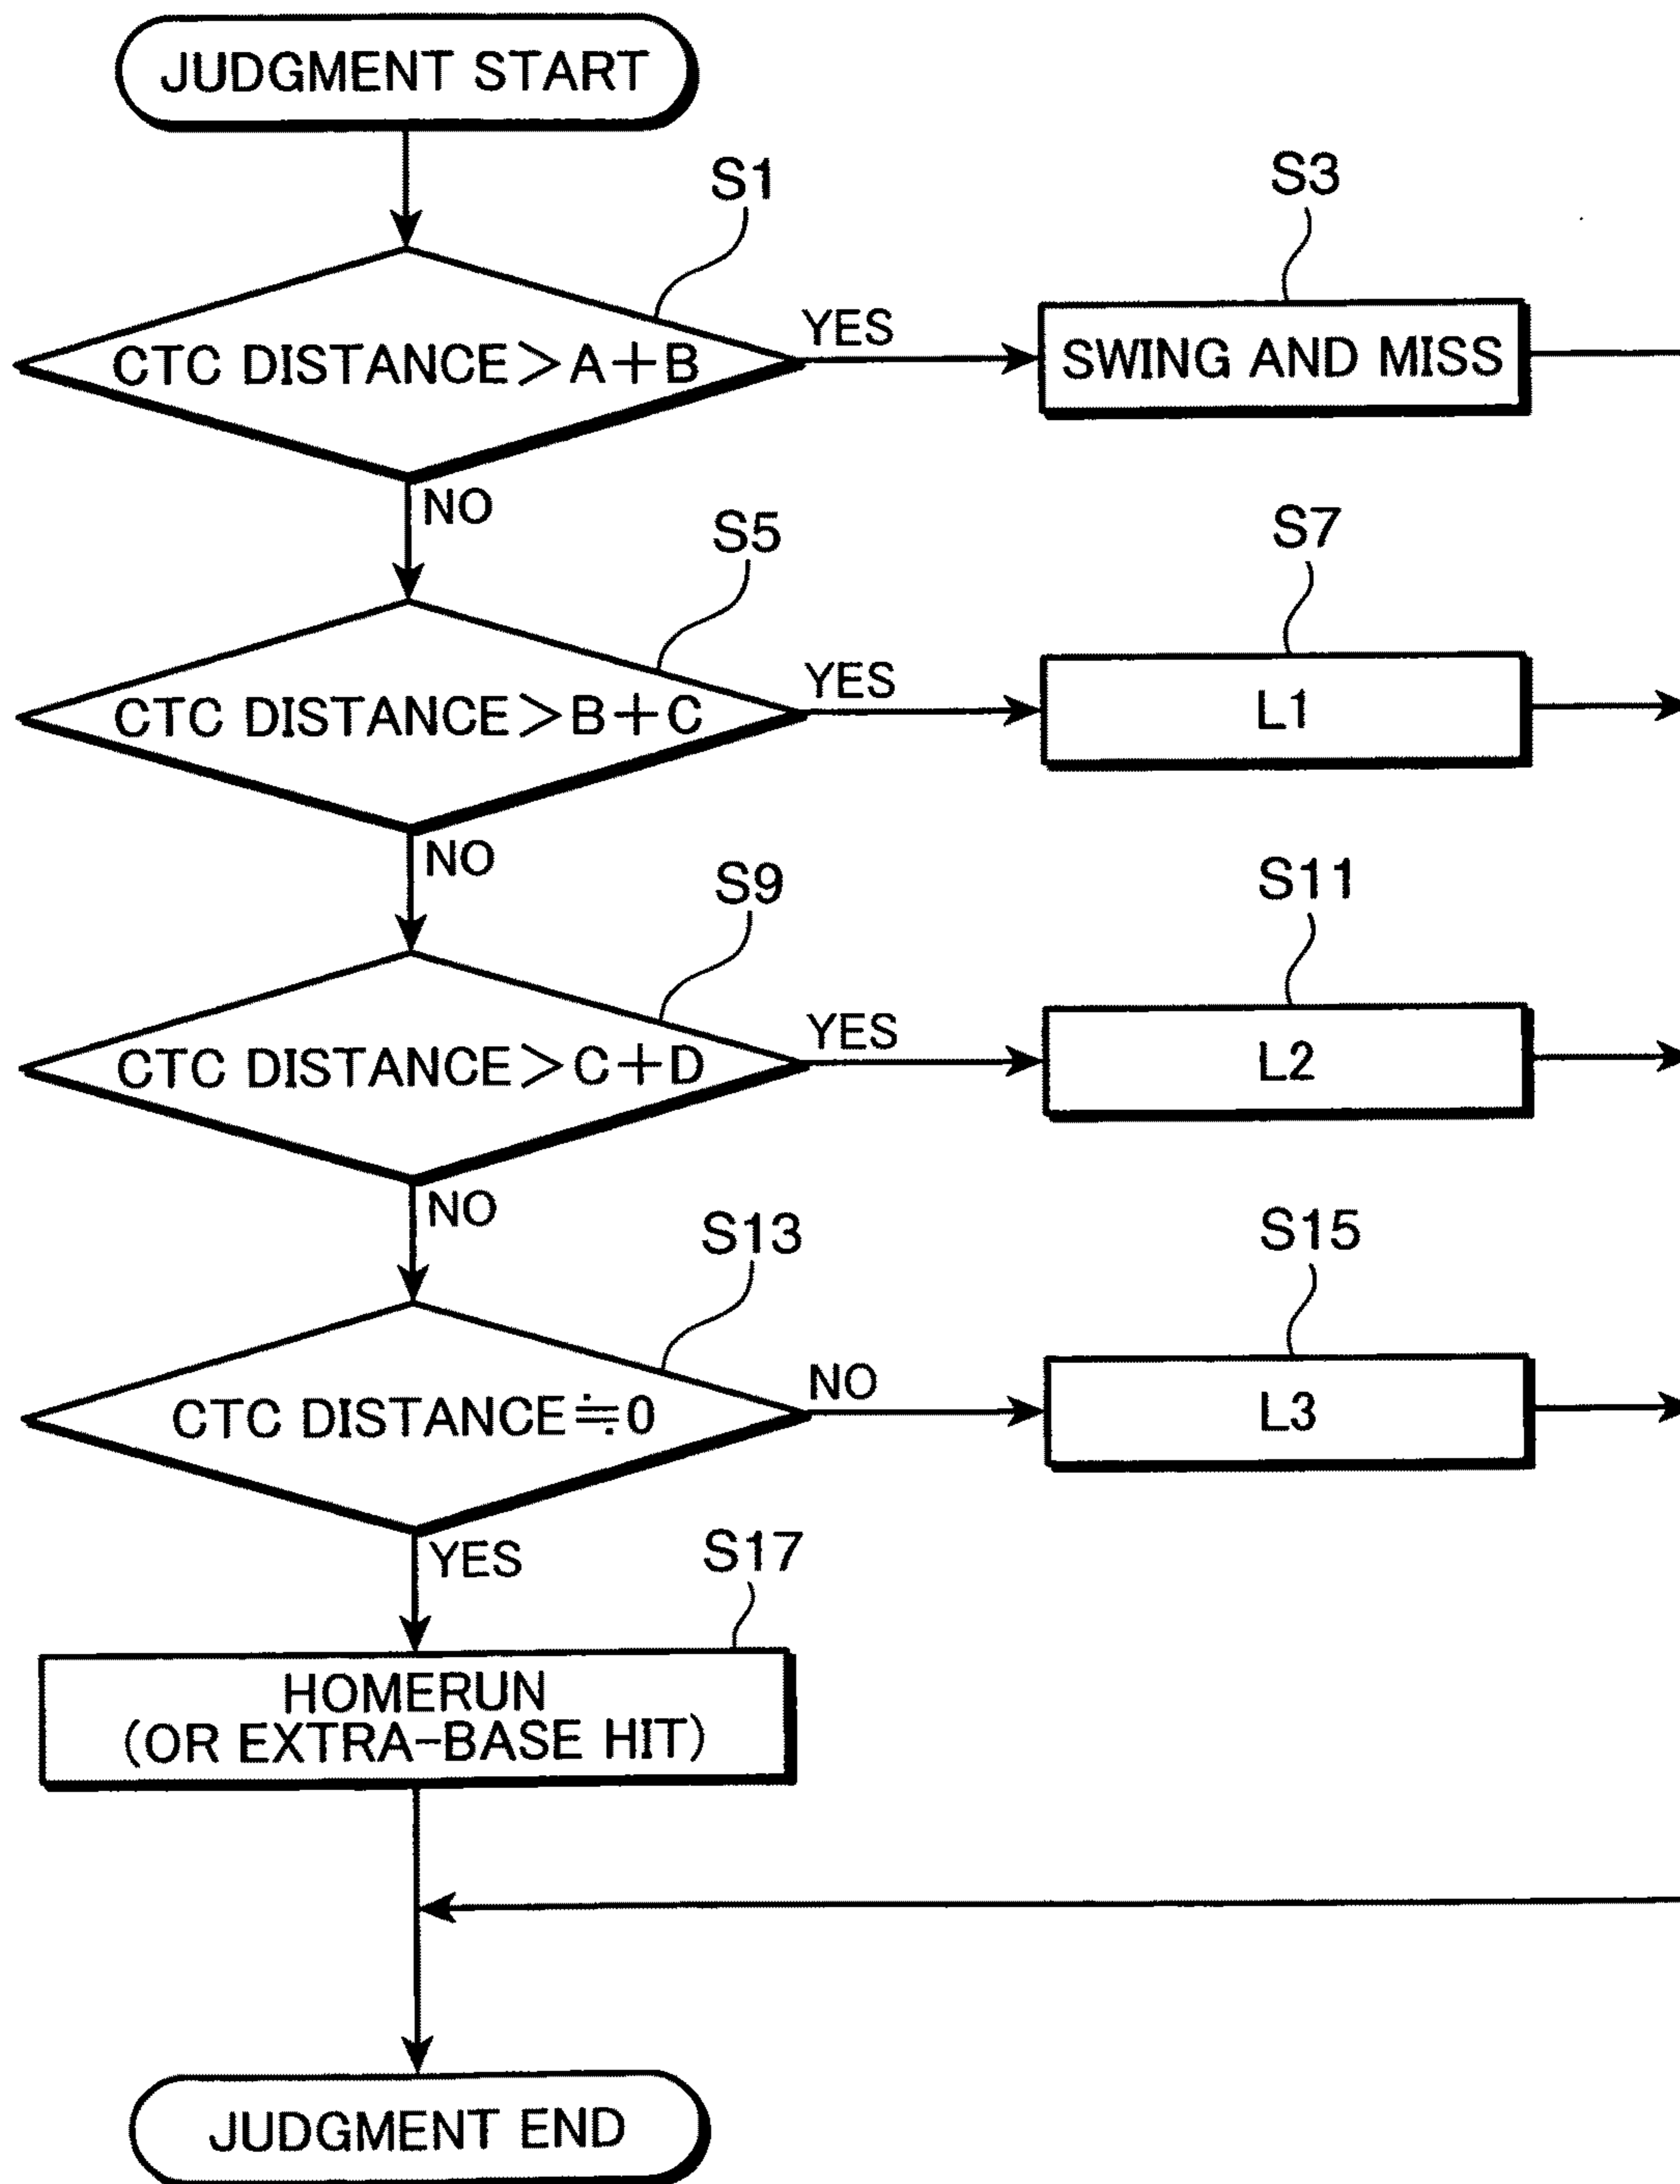 JUDGMENT START
S1
S3
CTC DISTANCE＞A＋B
YES
SWING AND MISS
NO
S5
S7
CTC DISTANCE＞B＋C
YES
L1
NO
S9
S11
CTC DISTANCE＞C＋D
YES
L2
NO
S13
S15
CTC DISTANCE≒0
NO
L3
YES
S17
HOMERUN
(OR EXTRA-BASE HIT)
JUDGMENT END